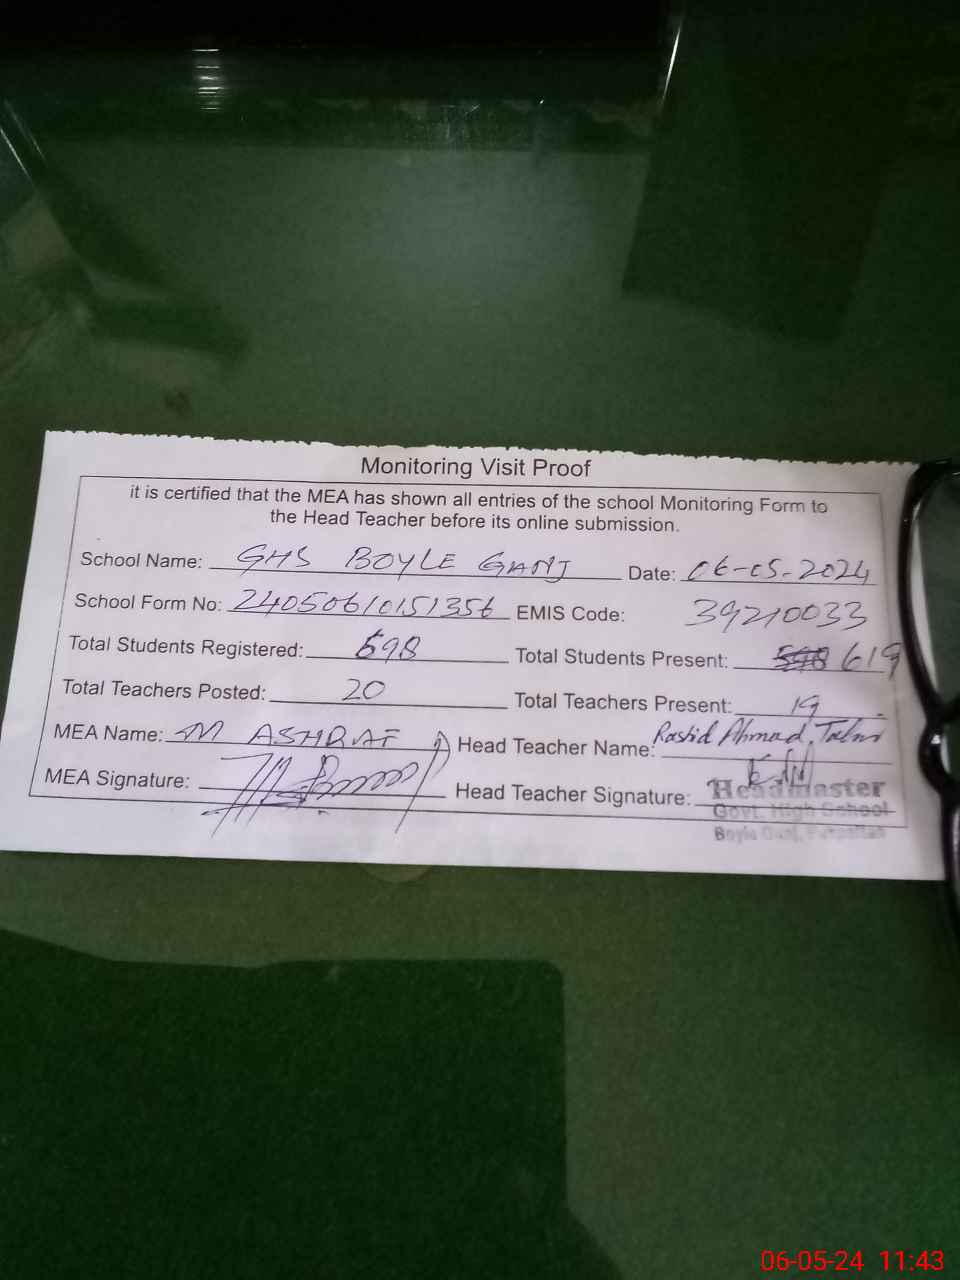 Monitoring Visit Proof
it is certified that the MEA has shown all entries of the school Monitoring Form to
the Head Teacher before its online submission.
School Name: GHS BOYLE GANJ Date: 06-05-2024
School Form No: 24050610151356 EMIS Code: 39210033
Total Students Registered: 698 Total Students Present: 619
Total Teachers Posted: 20 Total Teachers Present: 19
MEA Name: M ASHRAF Head Teacher Name: Rashid Ahmad
MEA Signature: Head Teacher Signature:
Headmaster
Govt. High School
Boyle Gunj,
06-05-24 11:43